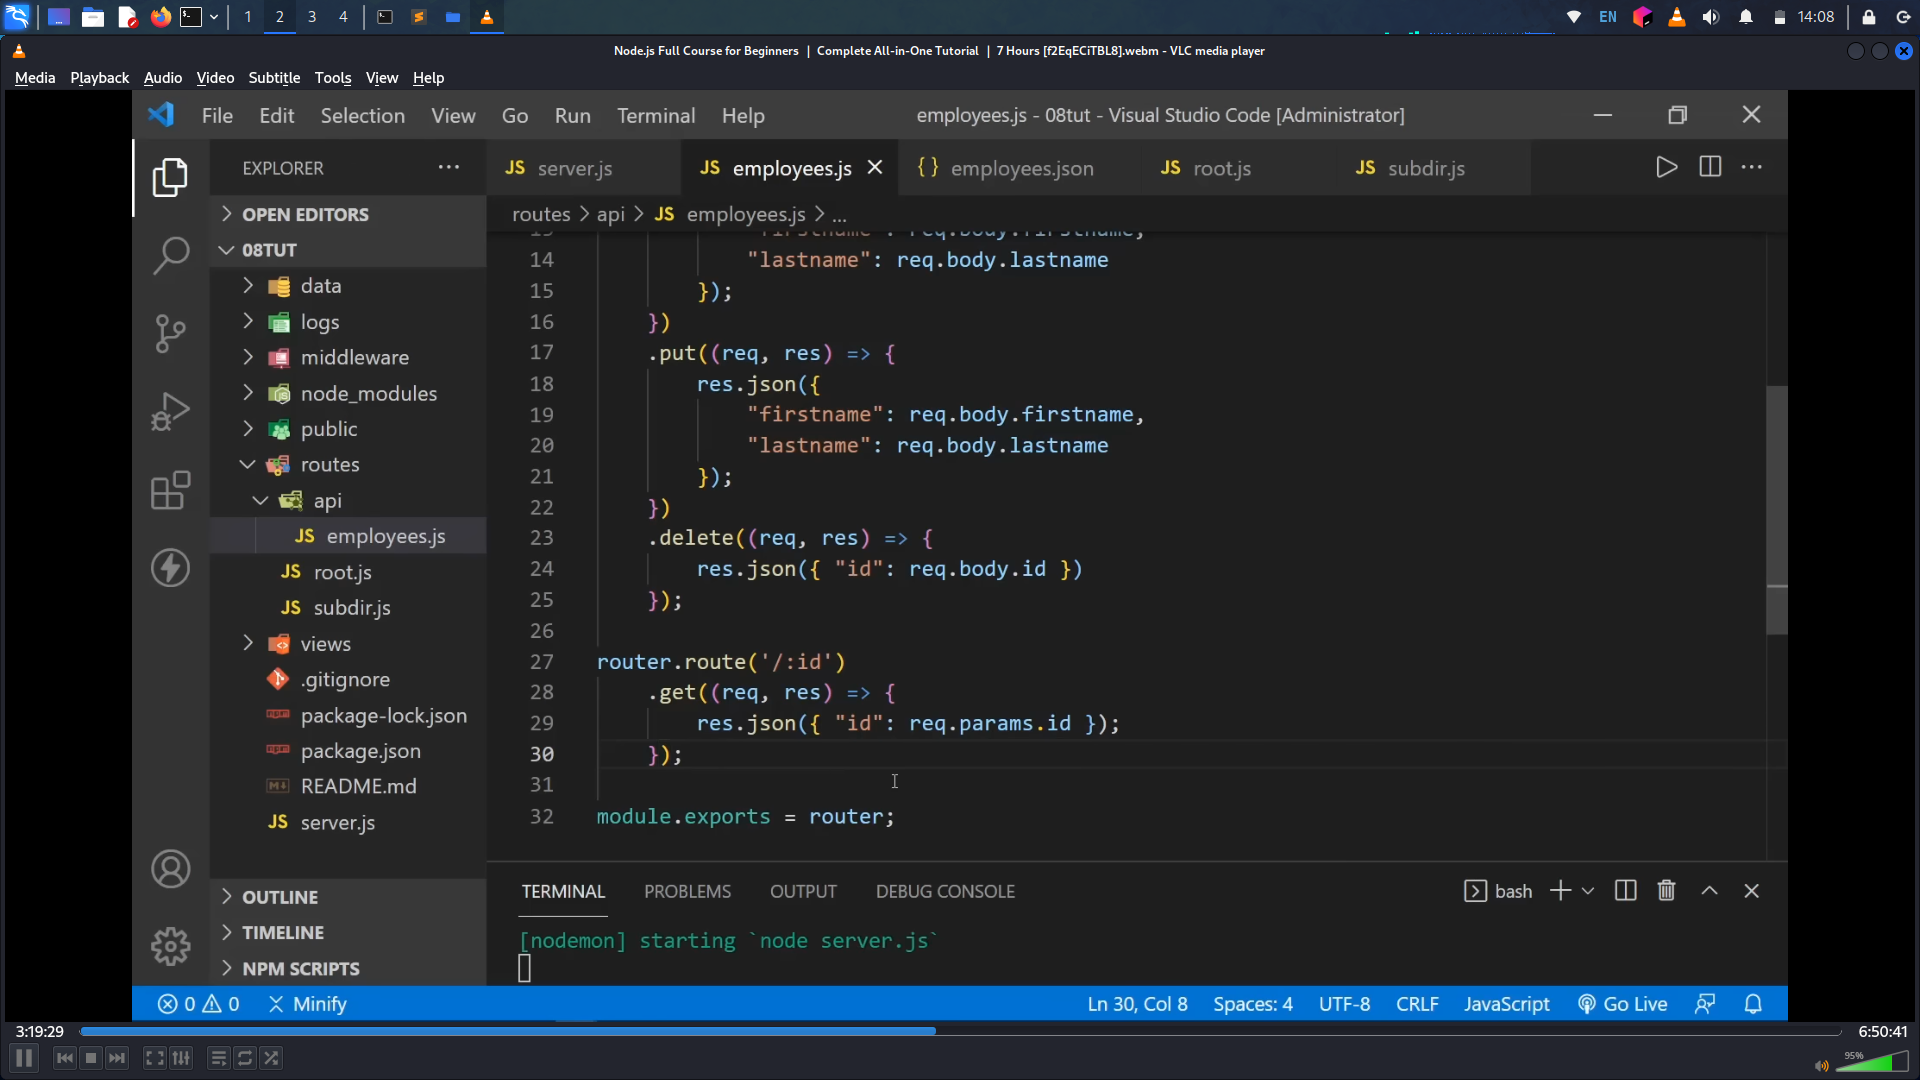 1 2 3 4 EN 14:08
Node.js Full Course for Beginners | Complete All-in-One Tutorial | 7 Hours [f2EqECiTBL8].webm - VLC media player
Media Playback Audio Video Subtitle Tools View Help
File Edit Selection View Go Run Terminal Help employees.js - 08tut - Visual Studio Code [Administrator]
EXPLORER
JS server.js JS employees.js {} employees.json JS root.js JS subdir.js
OPEN EDITORS
routes > api > JS employees.js > ...
08TUT
data
logs
middleware
node_modules
public
routes
api
JS employees.js
JS root.js
JS subdir.js
views
.gitignore
package-lock.json
package.json
README.md
JS server.js
OUTLINE
TIMELINE
NPM SCRIPTS
13 "firstname": req.body.firstname,
14 "lastname": req.body.lastname
15 });
16 })
17 .put((req, res) => {
18 res.json({
19 "firstname": req.body.firstname,
20 "lastname": req.body.lastname
21 });
22 })
23 .delete((req, res) => {
24 res.json({ "id": req.body.id })
25 });
26
27 router.route('/:id')
28 .get((req, res) => {
29 res.json({ "id": req.params.id });
30 });
31
32 module.exports = router;
TERMINAL PROBLEMS OUTPUT DEBUG CONSOLE bash
[nodemon] starting `node server.js`
0 0 Minify Ln 30, Col 8 Spaces: 4 UTF-8 CRLF JavaScript Go Live
3:19:29 6:50:41
95%